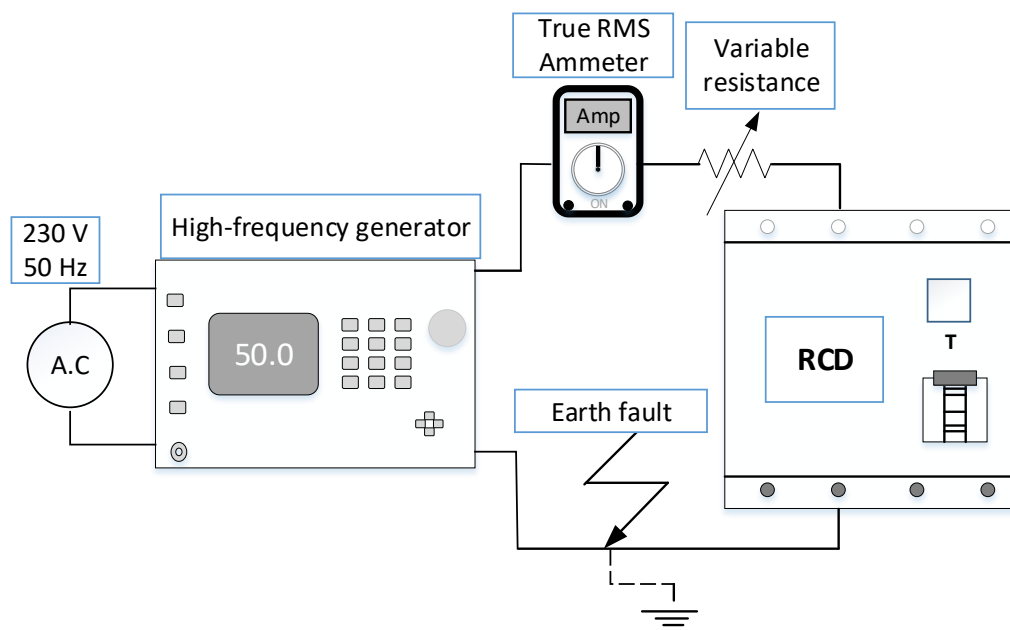 True RMS
Ammeter
Variable
resistance
Amp
ON
High-frequency generator
230 V
50 Hz
A.C
50.0
RCD
T
Earth fault